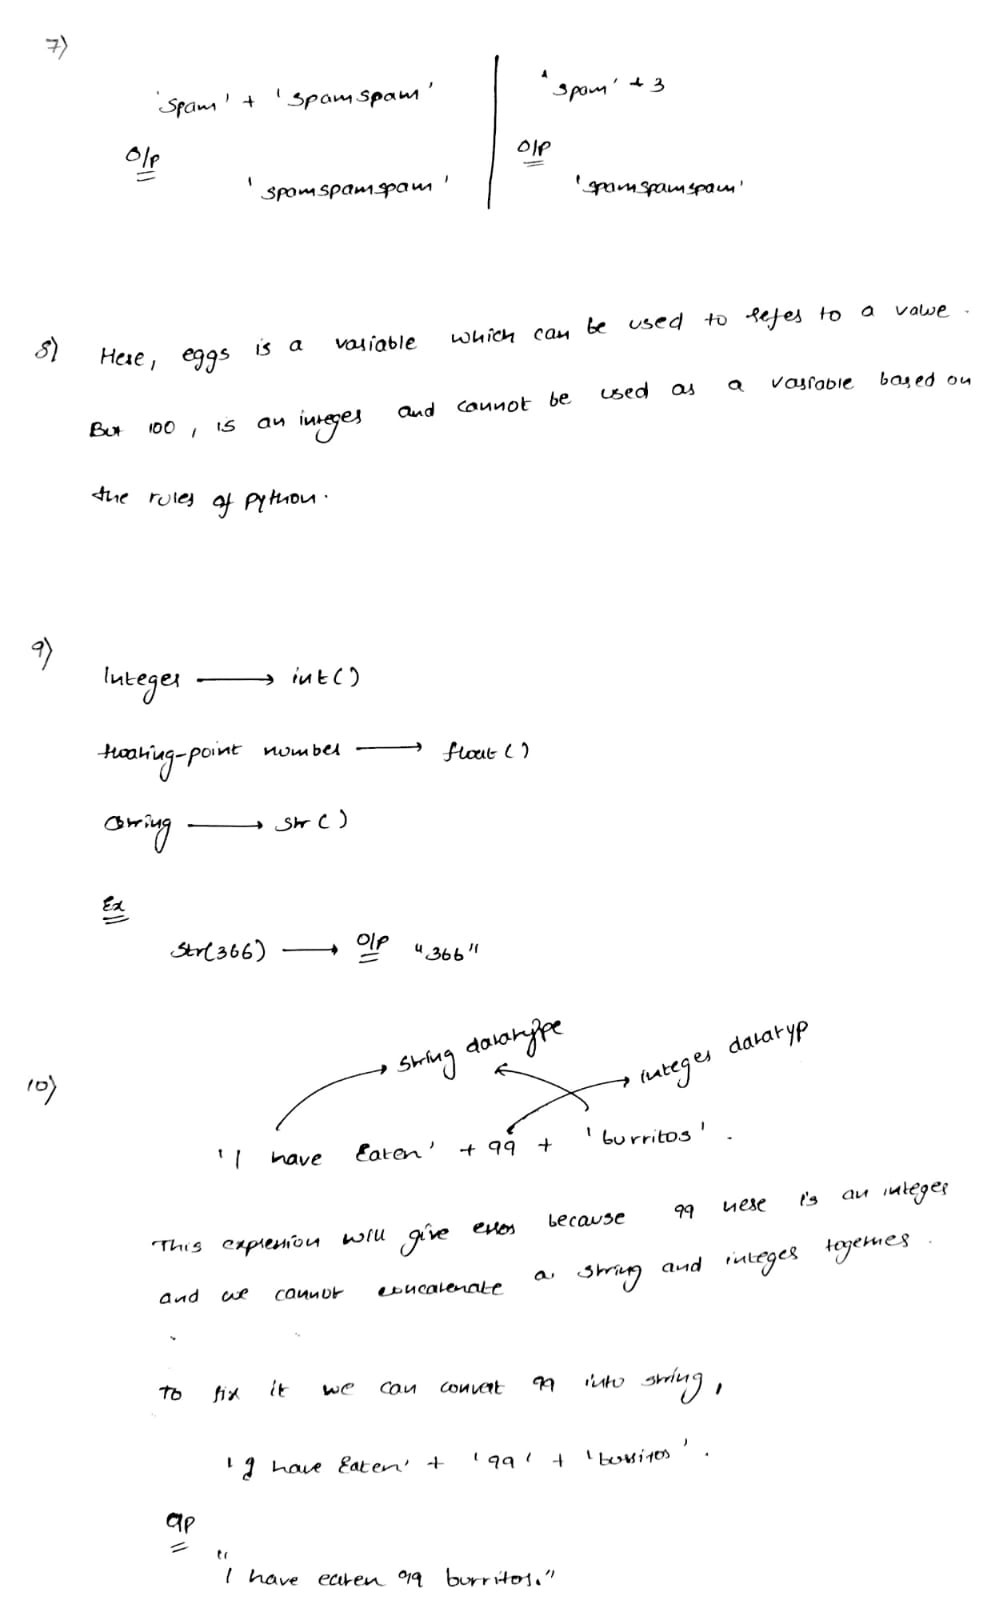 7)
'Spam' + 'spamspam'
O/p
'spamspamspam'
'spam' + 3
O/p
'spamspamspam'
8) Here, eggs is a variable which can be used to refer to a value.
But 100, is an integer and cannot be used as a variable based on
the rules of python.
9)
Integer → int()
floating-point number → float()
String → str()
Ex
Str(366) → O/p "366"
10)
String datatype
integer datatyp
'I have Eaten' + 99 + 'burritos'.
This expression will give error because 99 here is an integer
and we cannot concatenate a string and integer together.
To fix it we can convert 99 into string,
'I have Eaten' + '99' + 'burritos'.
O/P
"I have eaten 99 burritos."